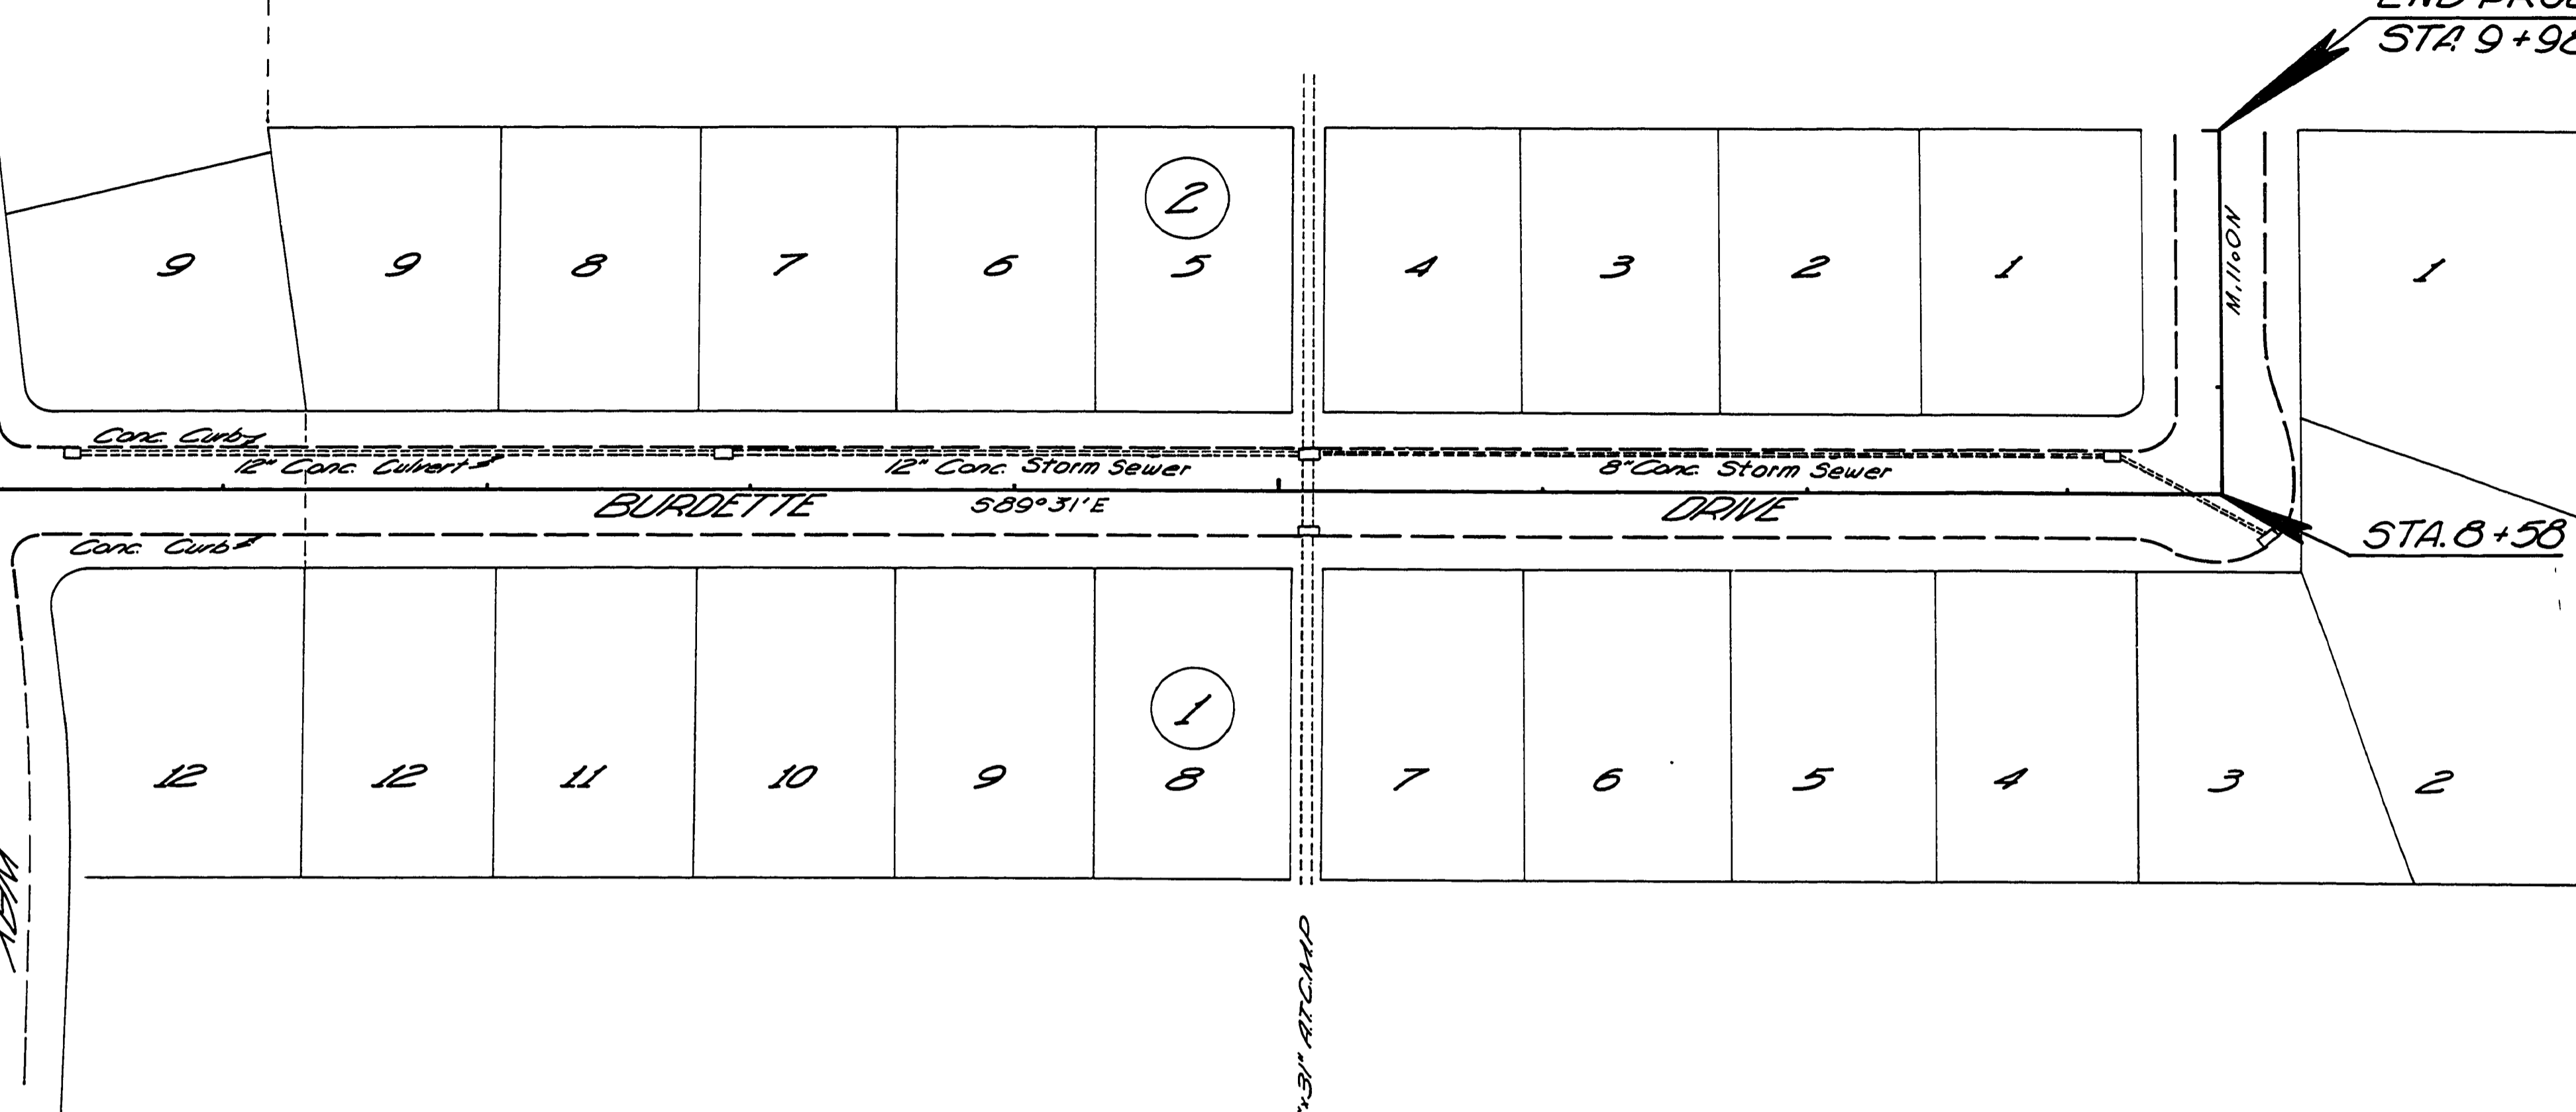 STA. 9+98
2
9 9 8 7 6 5 4 3 2 1 1
N0°11'W
Conc. Curb
12" Conc. Culvert
12" Conc. Storm Sewer
8" Conc. Storm Sewer
BURDETTE S89°31'E DRIVE
Conc. Curb
STA. 8+58
1
12 12 11 10 9 8 7 6 5 4 3 2
x31" A.T.C.M.P.